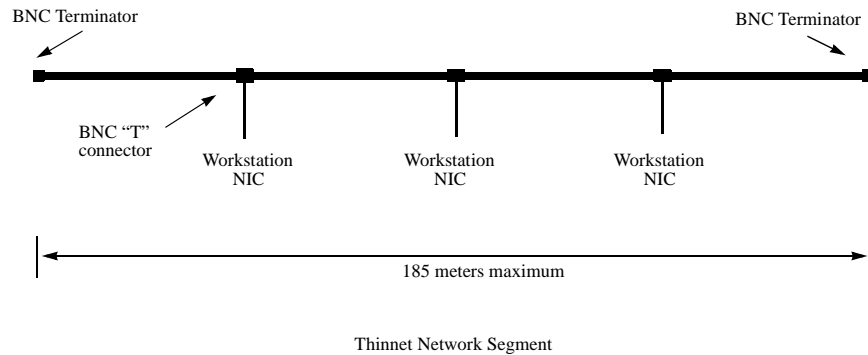 BNC Terminator
BNC Terminator
BNC “T”
connector
Workstation
NIC
Workstation
NIC
Workstation
NIC
185 meters maximum
Thinnet Network Segment